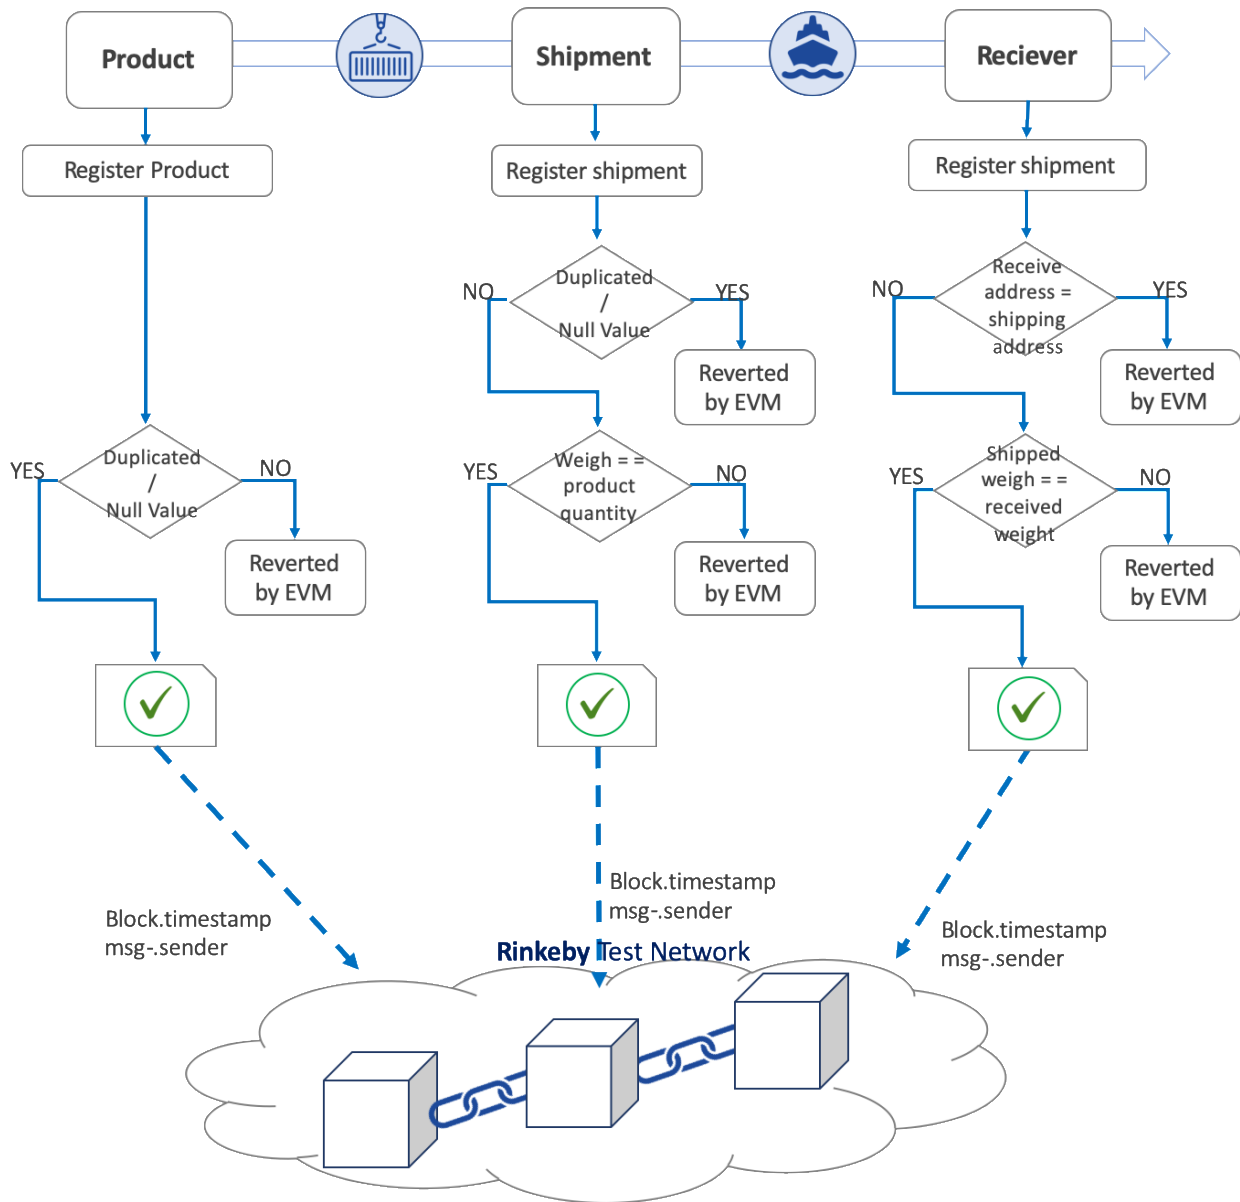 Product
Shipment
Reciever
Register Product
Register shipment
Register shipment
Duplicated
/
Null Value
NO
YES
Reverted
by EVM
Receive
address =
shipping
address
NO
YES
Reverted
by EVM
Duplicated
/
Null Value
YES
NO
Reverted
by EVM
Weigh = =
product
quantity
YES
NO
Reverted
by EVM
Shipped
weigh = =
received
weight
YES
NO
Reverted
by EVM
Block.timestamp
msg-.sender
Block.timestamp
msg-.sender
Block.timestamp
msg-.sender
Rinkeby Test Network